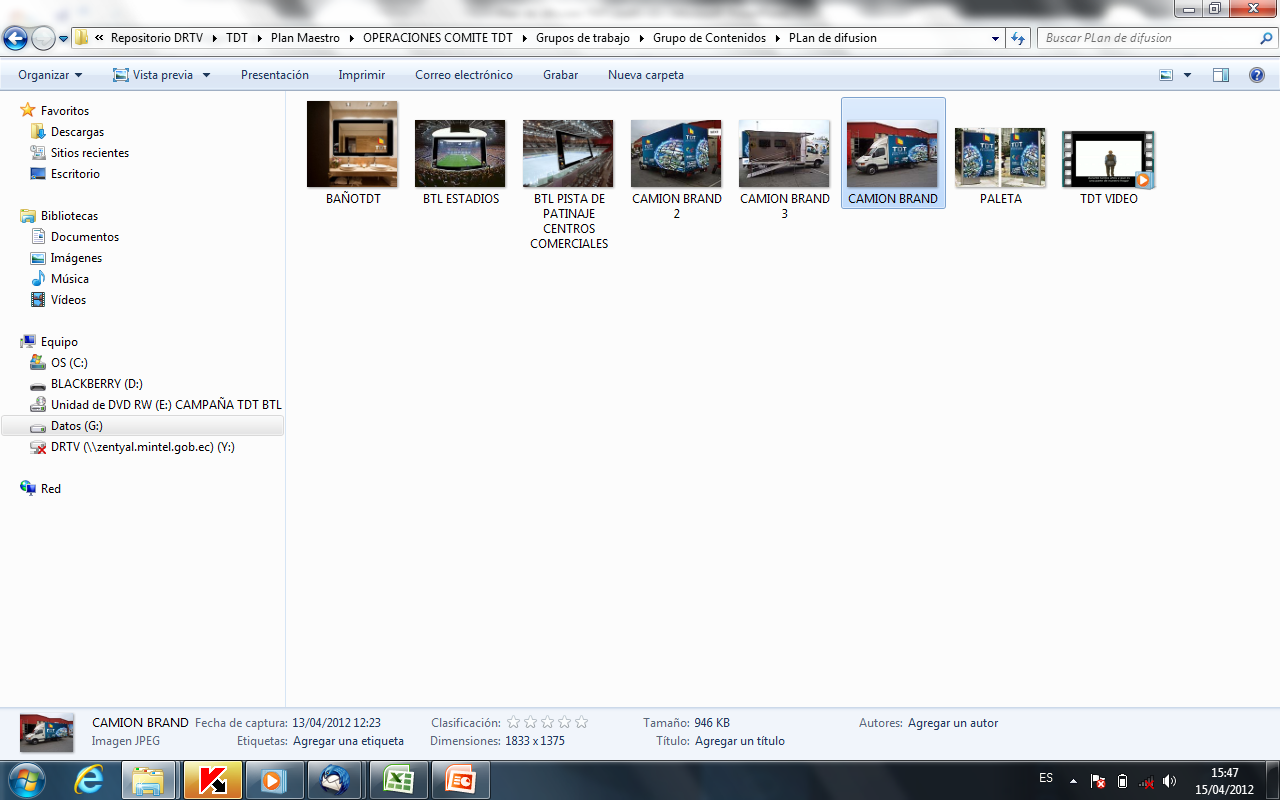 « Repositorio DRTV TDT Plan Maestro OPERACIONES COMITE TDT Grupos de trabajo Grupo de Contenidos PLan de difusion
Buscar PLan de difusion
Organizar Vista previa Presentación Imprimir Correo electrónico Grabar Nueva carpeta
Favoritos
Descargas
Sitios recientes
Escritorio
Bibliotecas
Documentos
Imágenes
Música
Vídeos
Equipo
OS (C:)
BLACKBERRY (D:)
Unidad de DVD RW (E:) CAMPAÑA TDT BTL
Datos (G:)
DRTV (\\zentyal.mintel.gob.ec) (Y:)
Red
BAÑOTDT
BTL ESTADIOS
BTL PISTA DE
PATINAJE
CENTROS
COMERCIALES
TDT
CAMION BRAND
2
CAMION BRAND
3
TDT
CAMION BRAND
PALETA
TDT VIDEO
CAMION BRAND Fecha de captura: 13/04/2012 12:23 Clasificación: Tamaño: 946 KB Autores: Agregar un autor
Imagen JPEG Etiquetas: Agregar una etiqueta Dimensiones: 1833 x 1375 Título: Agregar un título
ES
15:47
15/04/2012